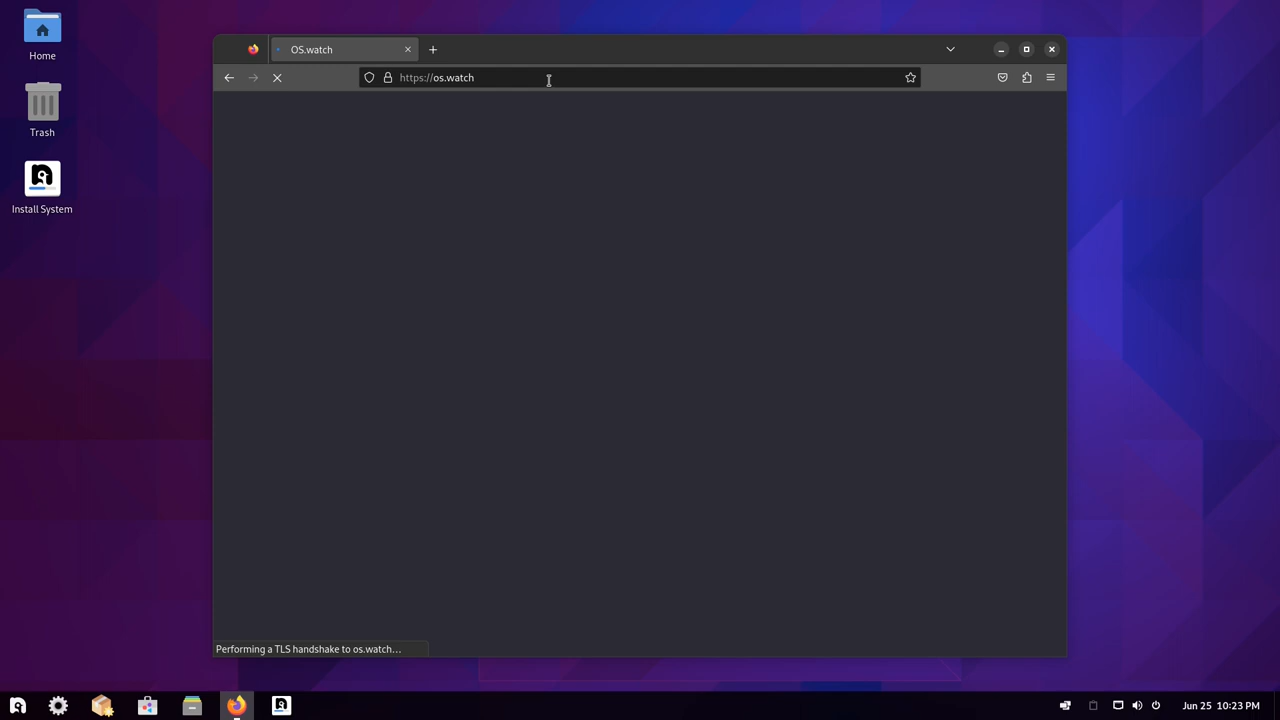 Home
Trash
Install System
OS.watch
https://os.watch
Performing a TLS handshake to os.watch…
Jun 25 10:23 PM